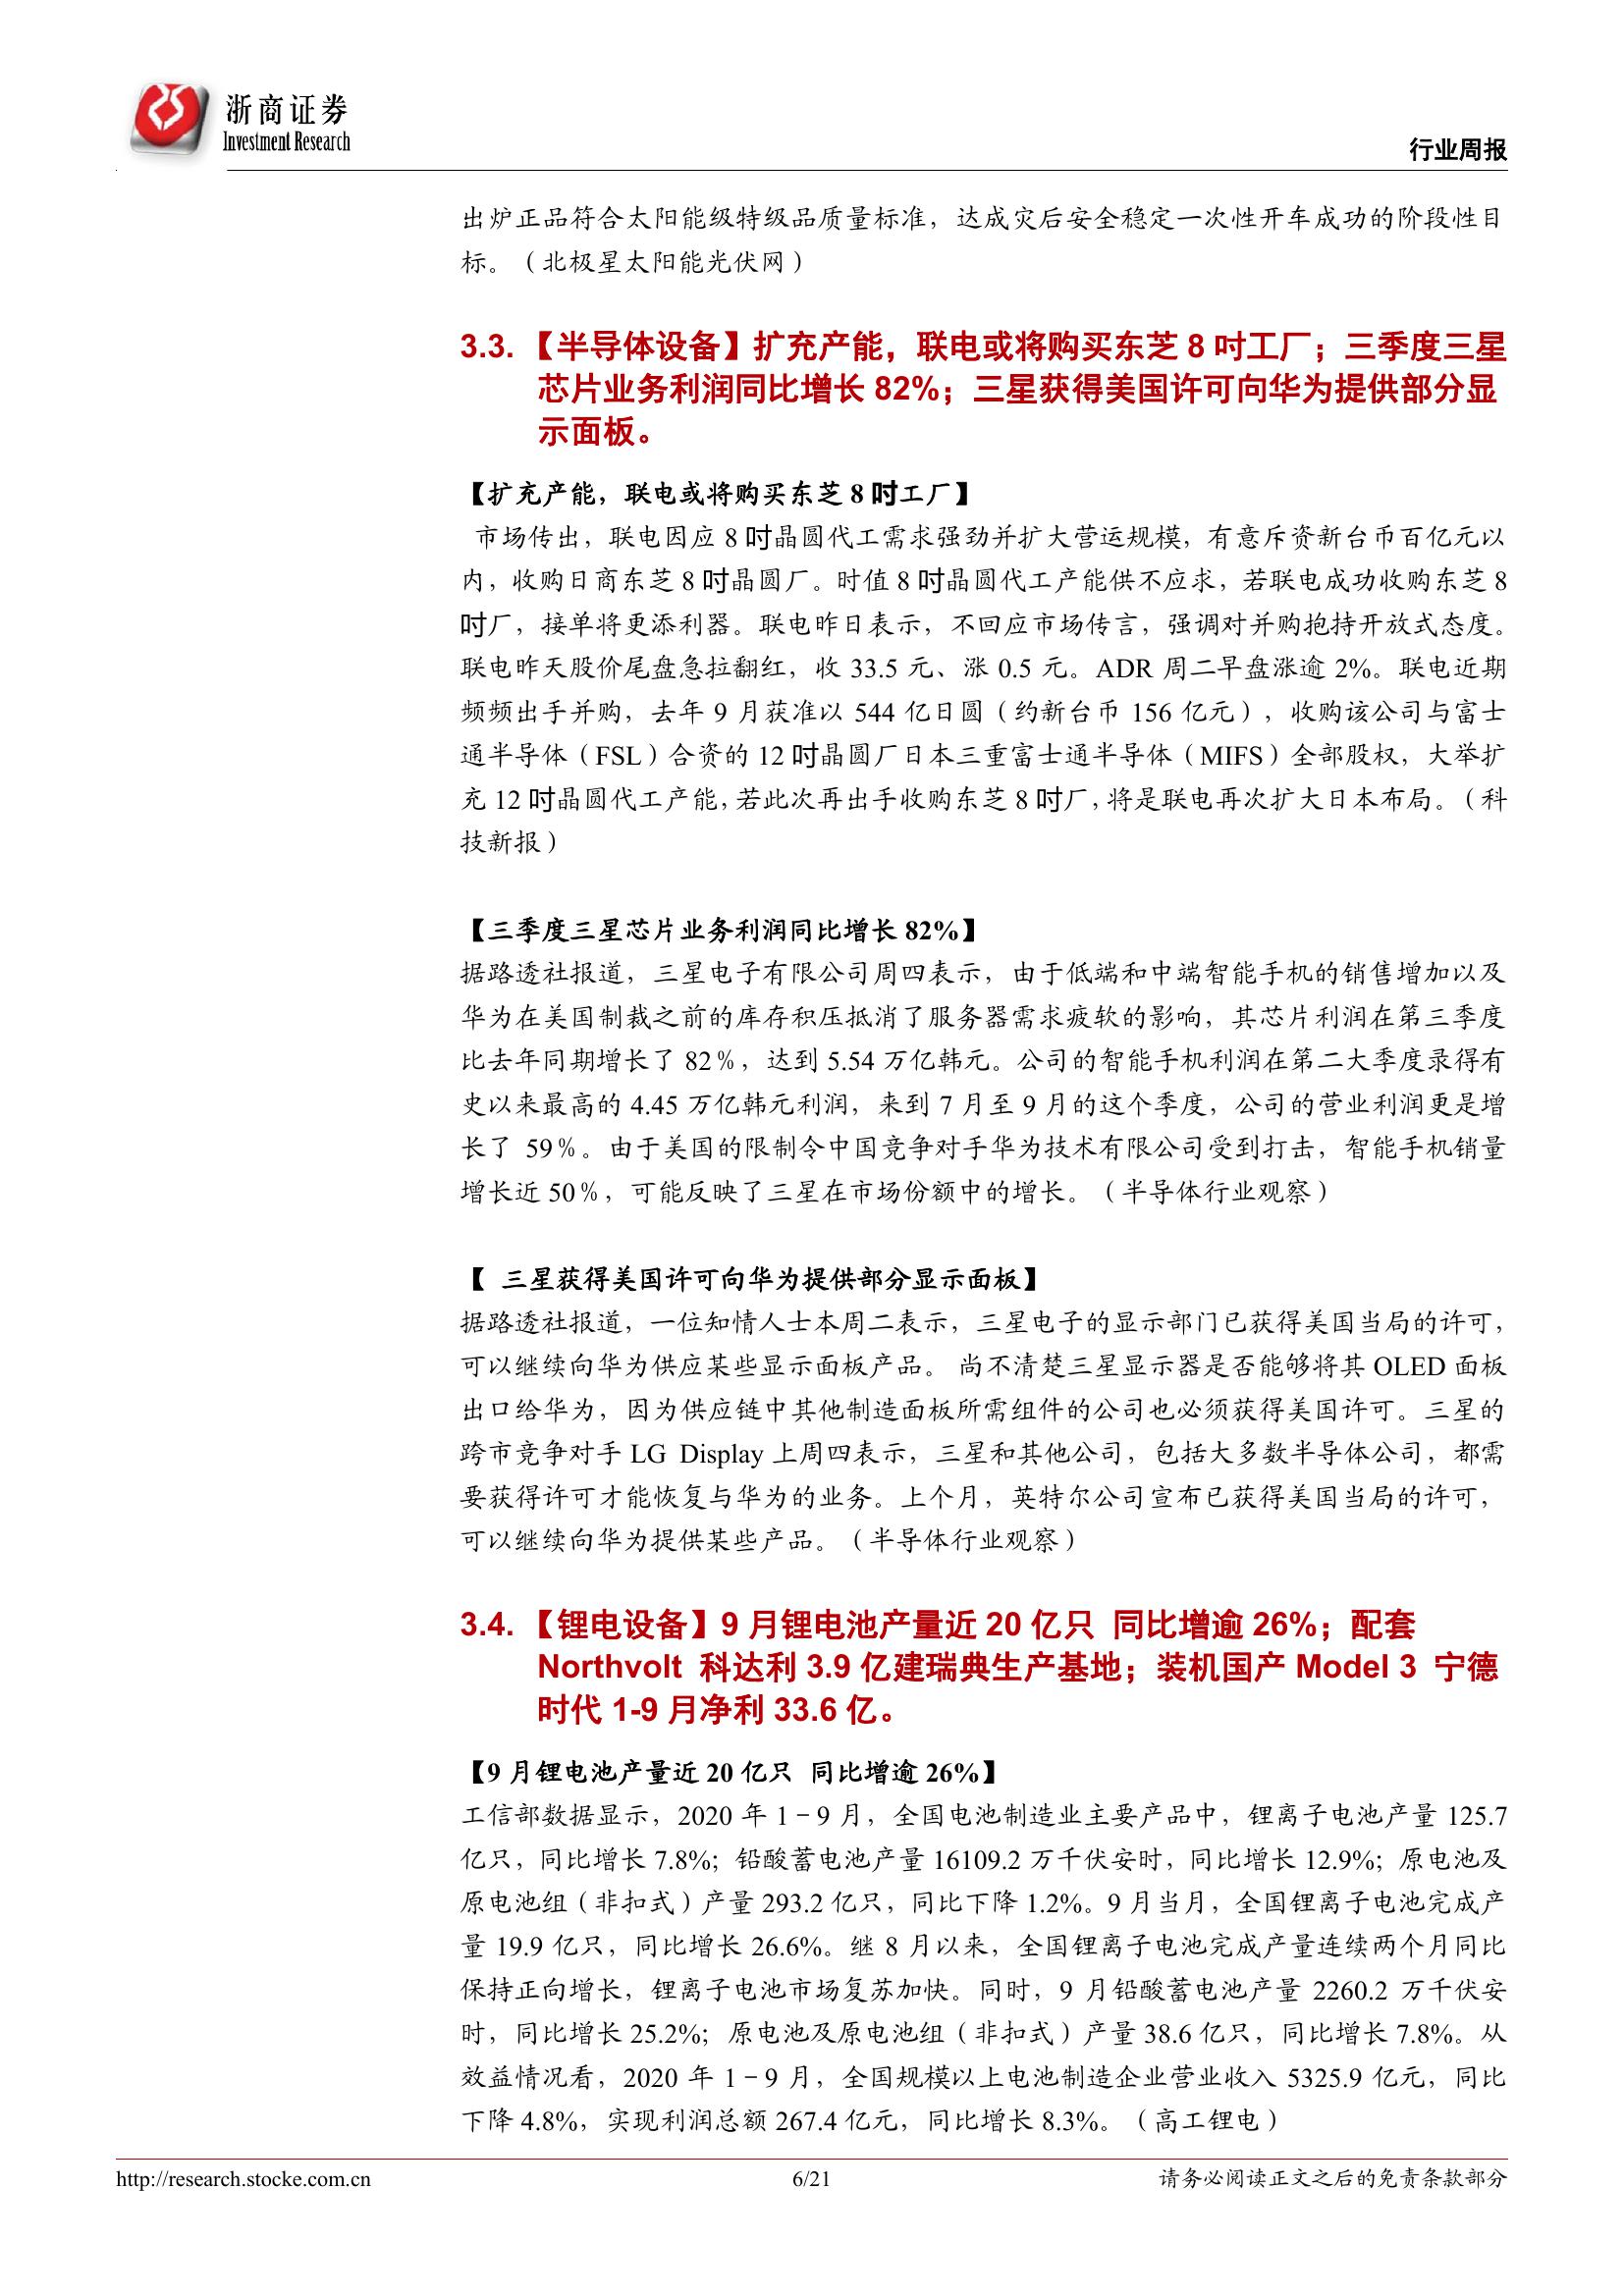 浙商证券
Investment Research
行业周报
出炉正品符合太阳能级特级品质量标准，达成灾后安全稳定一次性开车成功的阶段性目
标。（北极星太阳能光伏网）
3.3. 【半导体设备】扩充产能，联电或将购买东芝 8 吋工厂；三季度三星
芯片业务利润同比增长 82%；三星获得美国许可向华为提供部分显
示面板。
【扩充产能，联电或将购买东芝 8 吋工厂】
市场传出，联电因应 8 吋晶圆代工需求强劲并扩大营运规模，有意斥资新台币百亿元以
内，收购日商东芝 8 吋晶圆厂。时值 8 吋晶圆代工产能供不应求，若联电成功收购东芝 8
吋厂，接单将更添利器。联电昨日表示，不回应市场传言，强调对并购抱持开放式态度。
联电昨天股价尾盘急拉翻红，收 33.5 元、涨 0.5 元。ADR 周二早盘涨逾 2%。联电近期
频频出手并购，去年 9 月获准以 544 亿日圆（约新台币 156 亿元），收购该公司与富士
通半导体（FSL）合资的 12 吋晶圆厂日本三重富士通半导体（MIFS）全部股权，大举扩
充 12 吋晶圆代工产能，若此次再出手收购东芝 8 吋厂，将是联电再次扩大日本布局。（科
技新报）
【三季度三星芯片业务利润同比增长 82%】
据路透社报道，三星电子有限公司周四表示，由于低端和中端智能手机的销售增加以及
华为在美国制裁之前的库存积压抵消了服务器需求疲软的影响，其芯片利润在第三季度
比去年同期增长了 82％，达到 5.54 万亿韩元。公司的智能手机利润在第二大季度录得有
史以来最高的 4.45 万亿韩元利润，来到 7 月至 9 月的这个季度，公司的营业利润更是增
长了 59％。由于美国的限制令中国竞争对手华为技术有限公司受到打击，智能手机销量
增长近 50％，可能反映了三星在市场份额中的增长。（半导体行业观察）
【 三星获得美国许可向华为提供部分显示面板】
据路透社报道，一位知情人士本周二表示，三星电子的显示部门已获得美国当局的许可，
可以继续向华为供应某些显示面板产品。 尚不清楚三星显示器是否能够将其 OLED 面板
出口给华为，因为供应链中其他制造面板所需组件的公司也必须获得美国许可。三星的
跨市竞争对手 LG Display 上周四表示，三星和其他公司，包括大多数半导体公司，都需
要获得许可才能恢复与华为的业务。上个月，英特尔公司宣布已获得美国当局的许可，
可以继续向华为提供某些产品。（半导体行业观察）
3.4. 【锂电设备】9 月锂电池产量近 20 亿只 同比增逾 26%；配套
Northvolt 科达利 3.9 亿建瑞典生产基地；装机国产 Model 3 宁德
时代 1-9 月净利 33.6 亿。
【9 月锂电池产量近 20 亿只 同比增逾 26%】
工信部数据显示，2020 年 1－9 月，全国电池制造业主要产品中，锂离子电池产量 125.7
亿只，同比增长 7.8%；铅酸蓄电池产量 16109.2 万千伏安时，同比增长 12.9%；原电池及
原电池组（非扣式）产量 293.2 亿只，同比下降 1.2%。9 月当月，全国锂离子电池完成产
量 19.9 亿只，同比增长 26.6%。继 8 月以来，全国锂离子电池完成产量连续两个月同比
保持正向增长，锂离子电池市场复苏加快。同时，9 月铅酸蓄电池产量 2260.2 万千伏安
时，同比增长 25.2%；原电池及原电池组（非扣式）产量 38.6 亿只，同比增长 7.8%。从
效益情况看，2020 年 1－9 月，全国规模以上电池制造企业营业收入 5325.9 亿元，同比
下降 4.8%，实现利润总额 267.4 亿元，同比增长 8.3%。（高工锂电）
http://research.stocke.com.cn
6/21
请务必阅读正文之后的免责条款部分